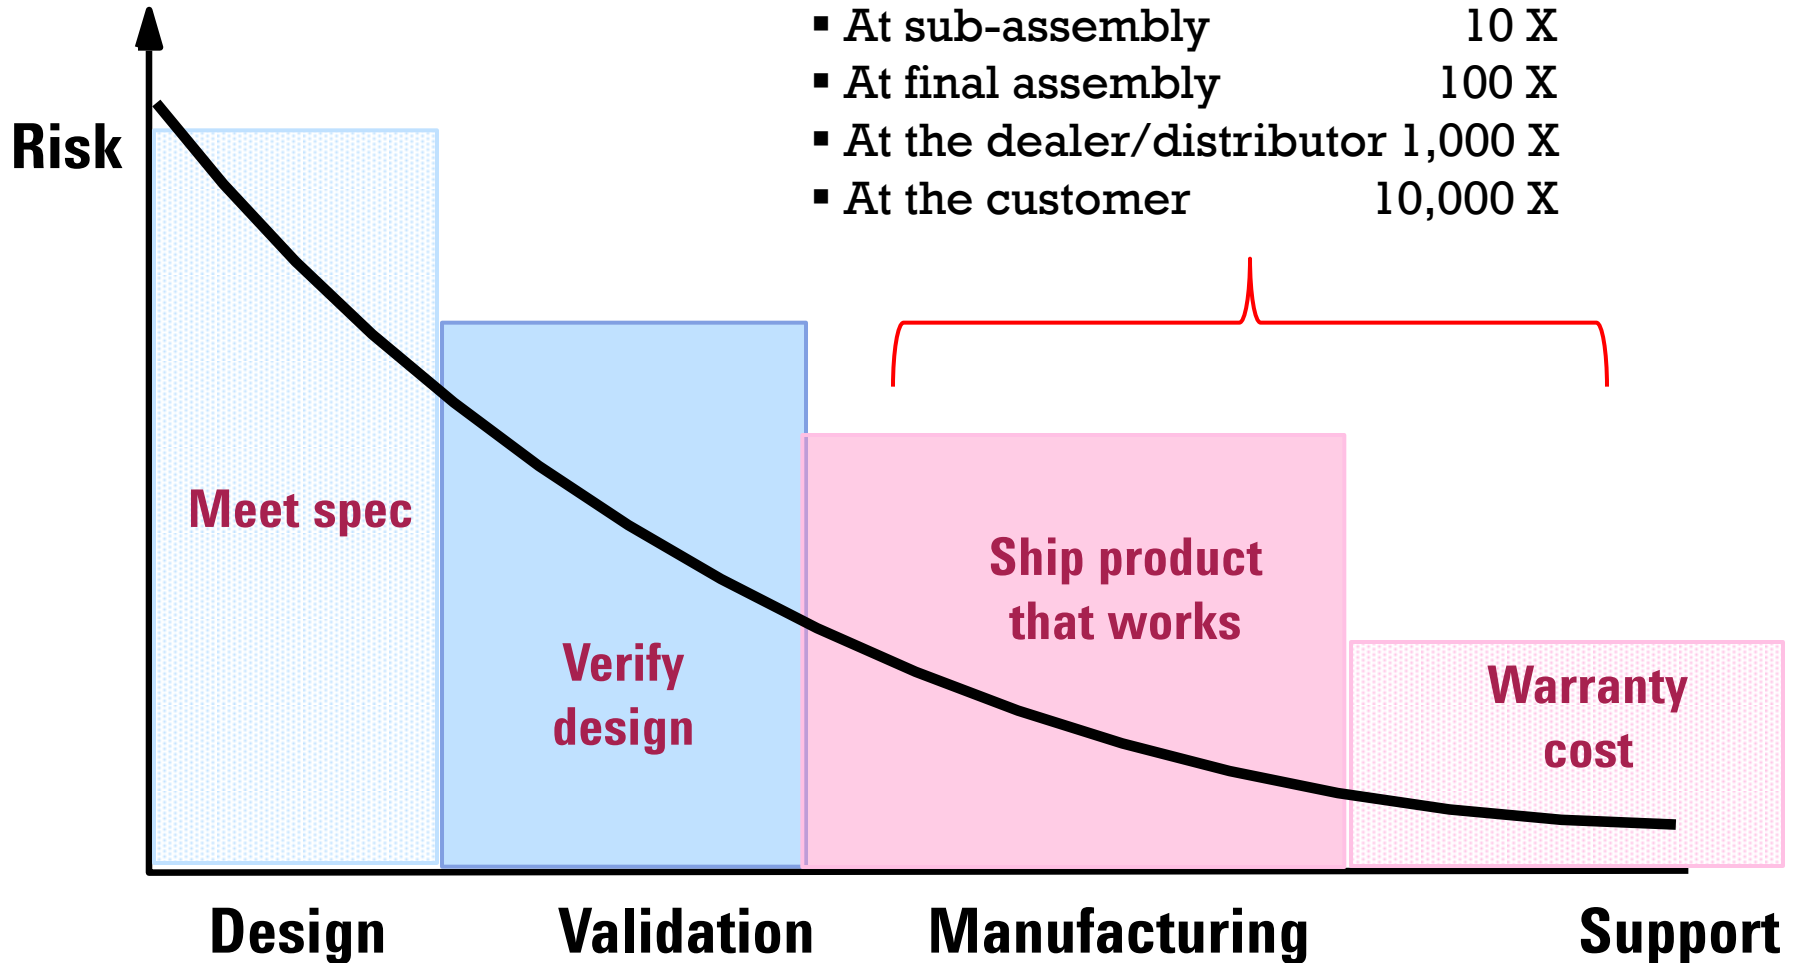 ▪ At sub-assembly 10 X
▪ At final assembly 100 X
▪ At the dealer/distributor 1,000 X
▪ At the customer 10,000 X
Risk
Meet spec
Verify
design
Ship product
that works
Warranty
cost
Design Validation Manufacturing Support